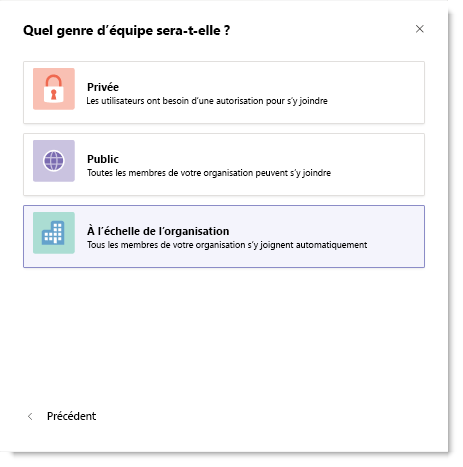 Quel genre d’équipe sera-t-elle ?
Privée
Les utilisateurs ont besoin d’une autorisation pour s’y joindre
Public
Toutes les membres de votre organisation peuvent s’y joindre
À l’échelle de l’organisation
Tous les membres de votre organisation s’y joignent automatiquement
Précédent